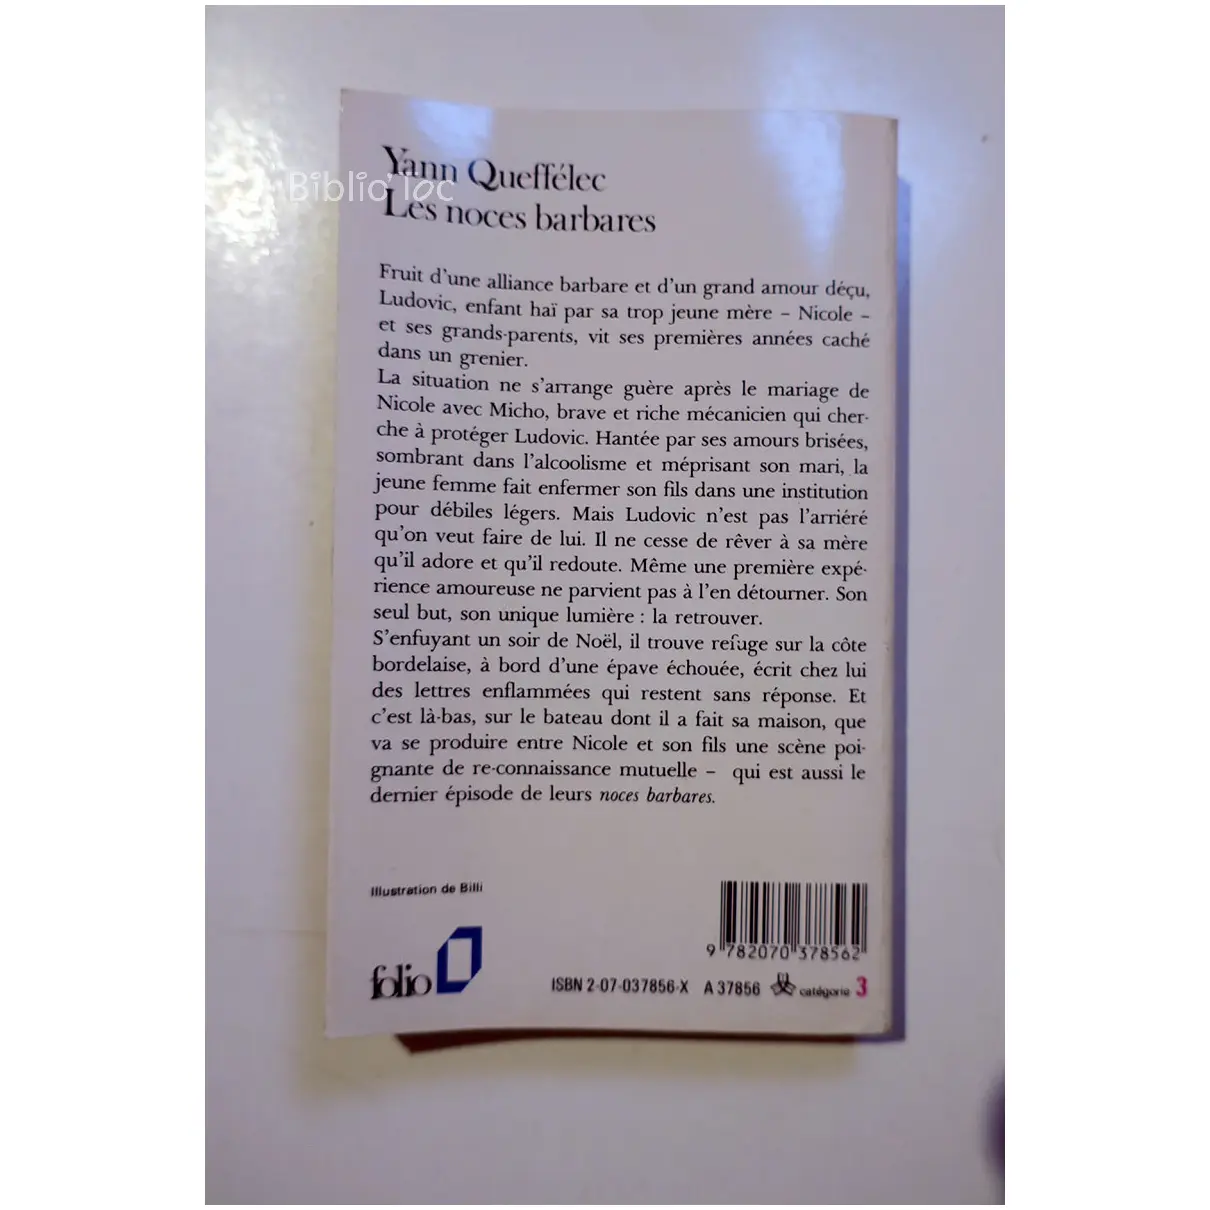 Yann Queffélec
Biblio'loc
Les noces barbares
Fruit d'une alliance barbare et d'un grand amour déçu,
Ludovic, enfant haï par sa trop jeune mère – Nicole –
et ses grands-parents, vit ses premières années caché
dans un grenier.
La situation ne s'arrange guère après le mariage de
Nicole avec Micho, brave et riche mécanicien qui cher-
che à protéger Ludovic. Hantée par ses amours brisées,
sombrant dans l'alcoolisme et méprisant son mari, la
jeune femme fait enfermer son fils dans une institution
pour débiles légers. Mais Ludovic n'est pas l'arriéré
qu'on veut faire de lui. Il ne cesse de rêver à sa mère
qu'il adore et qu'il redoute. Même une première expé-
rience amoureuse ne parvient pas à l'en détourner. Son
seul but, son unique lumière : la retrouver.
S'enfuyant un soir de Noël, il trouve refuge sur la côte
bordelaise, à bord d'une épave échouée, écrit chez lui
des lettres enflammées qui restent sans réponse. Et
c'est là-bas, sur le bateau dont il a fait sa maison, que
va se produire entre Nicole et son fils une scène poi-
gnante de re-connaissance mutuelle – qui est aussi le
dernier épisode de leurs noces barbares.
Illustration de Billi
9 782070 378562
folio
ISBN 2-07-037856-X A 37856 catégorie 3